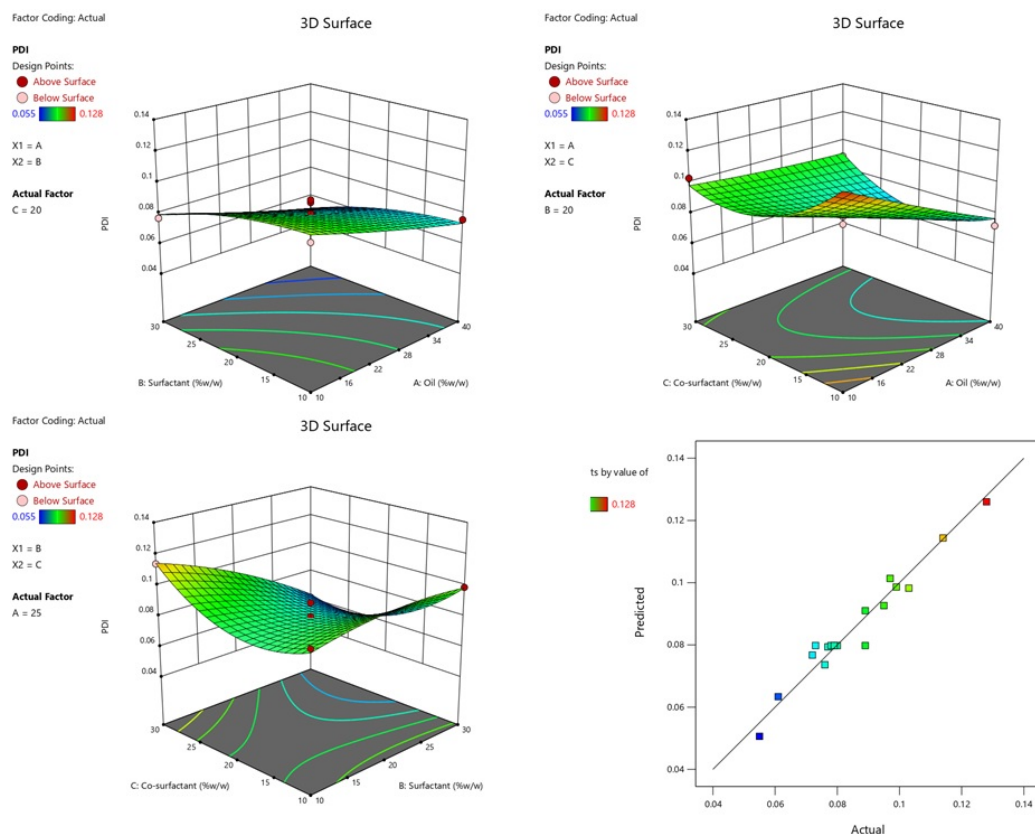 Factor Coding: Actual
3D Surface
PDI
Design Points:
Above Surface
Below Surface
0.055 0.128
X1 = A
X2 = B
Actual Factor
C = 20
0.14
0.12
0.1
0.08
0.06
0.04
PDI
30
25
20
15
10
10
16
22
28
34
40
B: Surfactant (%w/w)
A: Oil (%w/w)
Factor Coding: Actual
3D Surface
PDI
Design Points:
Above Surface
Below Surface
0.055 0.128
X1 = A
X2 = C
Actual Factor
B = 20
0.14
0.12
0.1
0.08
0.06
0.04
PDI
30
25
20
15
10
10
16
22
28
34
40
C: Co-surfactant (%w/w)
A: Oil (%w/w)
Factor Coding: Actual
3D Surface
PDI
Design Points:
Above Surface
Below Surface
0.055 0.128
X1 = B
X2 = C
Actual Factor
A = 25
0.14
0.12
0.1
0.08
0.06
0.04
PDI
30
25
20
15
10
10
15
20
25
30
C: Co-surfactant (%w/w)
B: Surfactant (%w/w)
ts by value of
0.128
0.14
0.12
0.1
0.08
0.06
0.04
Predicted
0.04
0.06
0.08
0.1
0.12
0.14
Actual